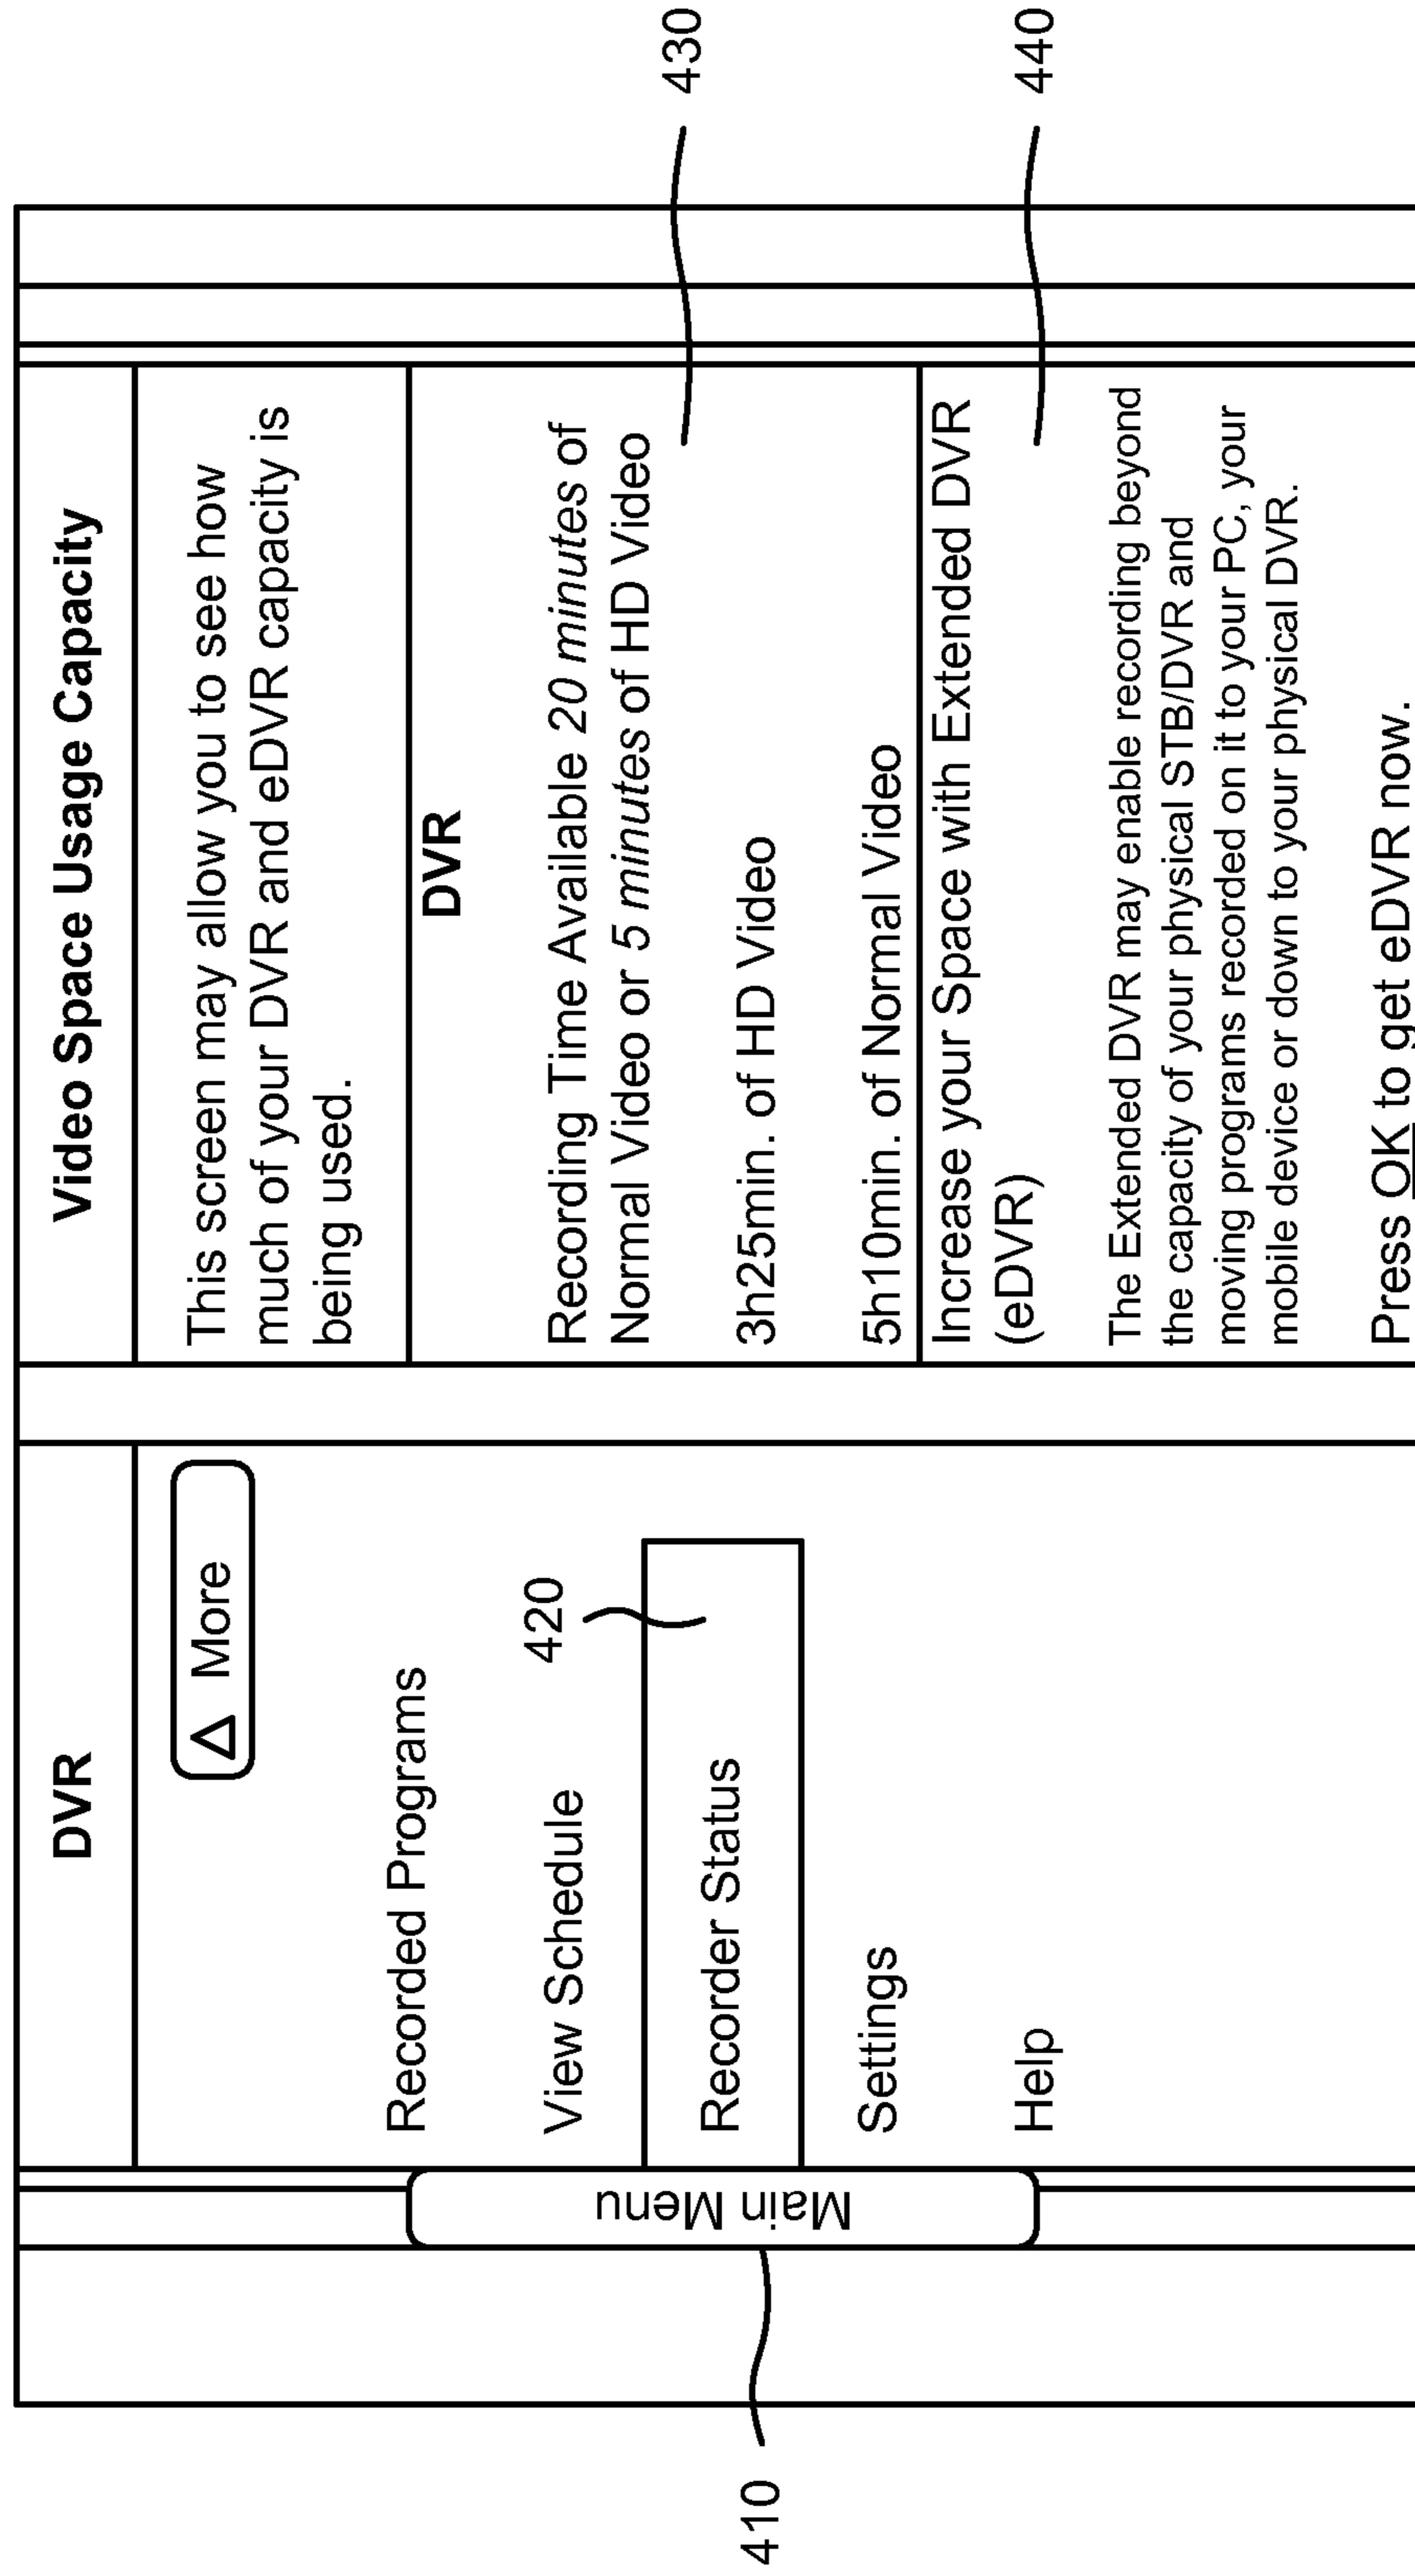 DVR
△ More
Recorded Programs
View Schedule
420
Recorder Status
Settings
Help
Main Menu
410
Video Space Usage Capacity
This screen may allow you to see how
much of your DVR and eDVR capacity is
being used.
DVR
Recording Time Available 20 minutes of
Normal Video or 5 minutes of HD Video
430
3h25min. of HD Video
5h10min. of Normal Video
Increase your Space with Extended DVR
(eDVR)
440
The Extended DVR may enable recording beyond
the capacity of your physical STB/DVR and
moving programs recorded on it to your PC, your
mobile device or down to your physical DVR.
Press OK to get eDVR now.